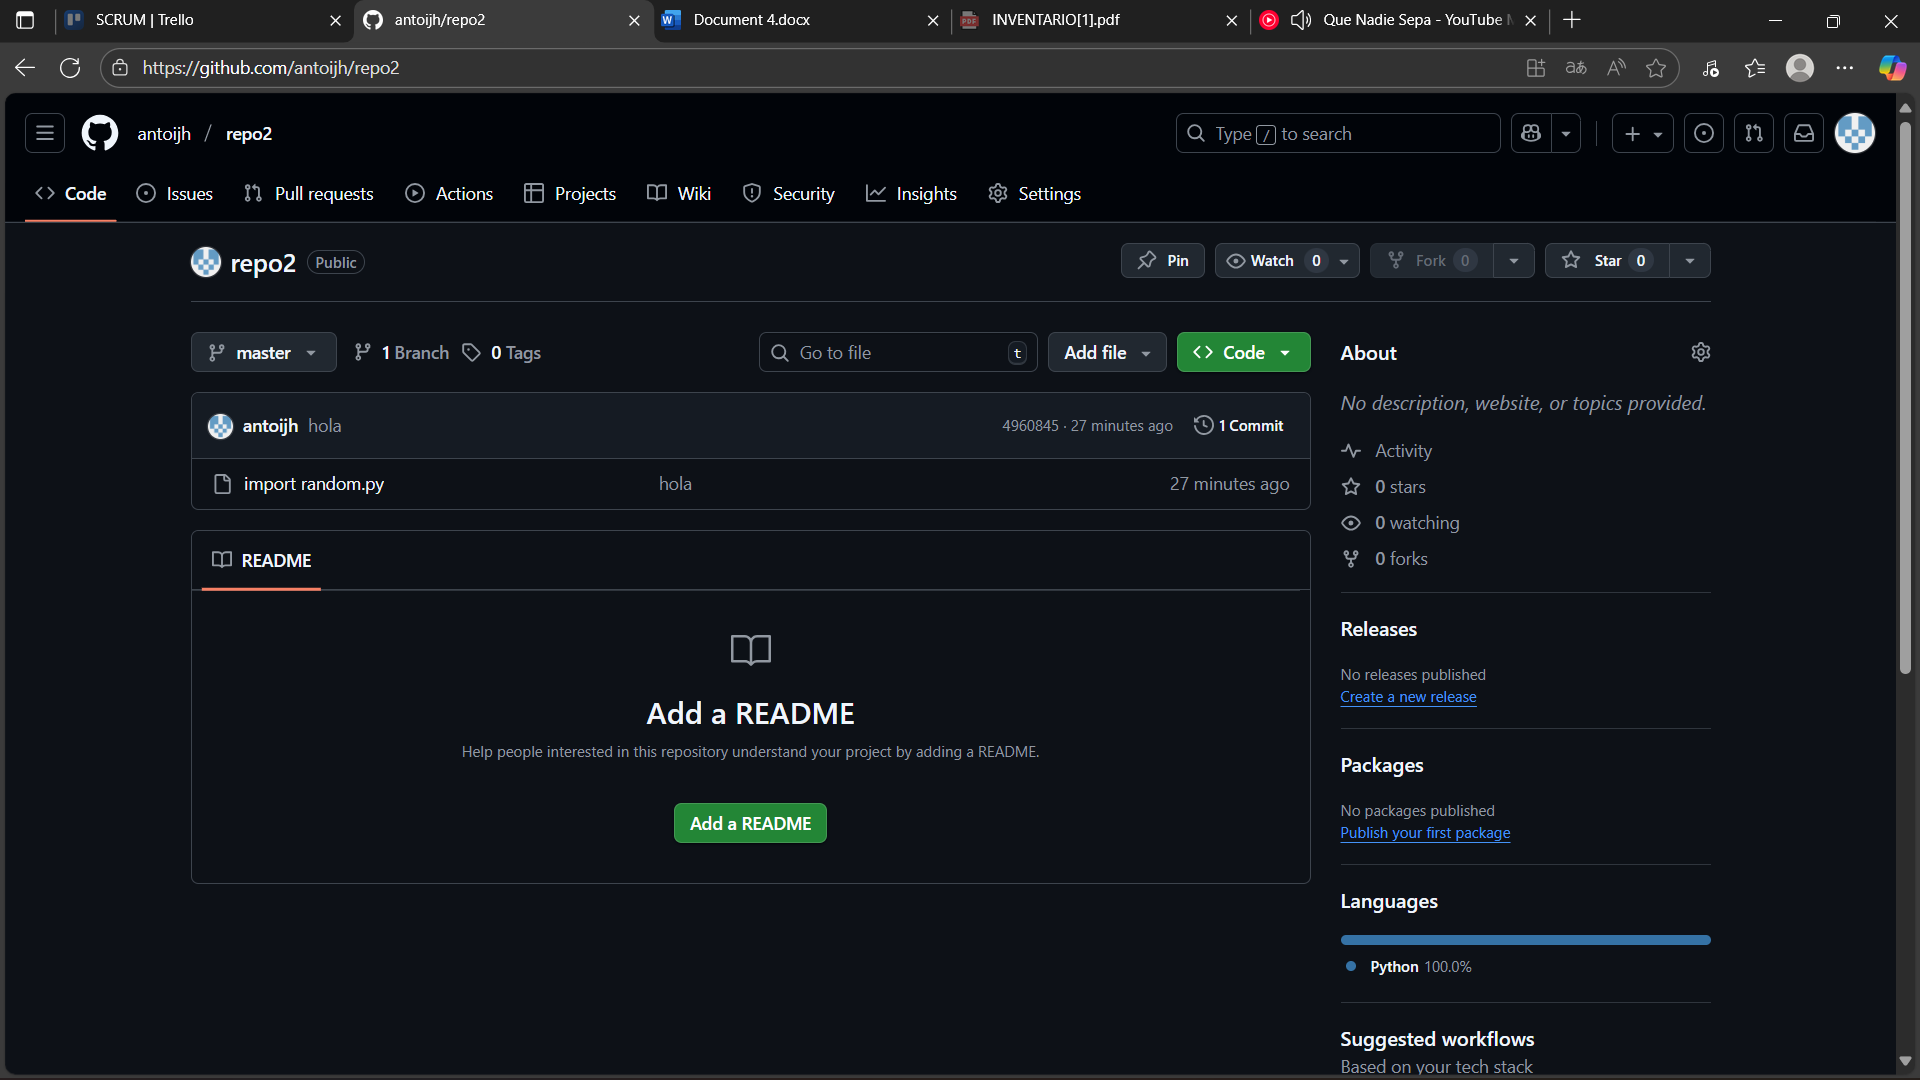 SCRUM | Trello
antoijh/repo2
Document 4.docx
INVENTARIO[1].pdf
Que Nadie Sepa - YouTube
https://github.com/antoijh/repo2
antoijh / repo2
Type / to search
Code
Issues
Pull requests
Actions
Projects
Wiki
Security
Insights
Settings
repo2 Public
Pin
Watch 0
Fork 0
Star 0
master
1 Branch
0 Tags
Go to file t
Add file
Code
antoijh hola
4960845 · 27 minutes ago
1 Commit
import random.py
hola
27 minutes ago
README
Add a README
Help people interested in this repository understand your project by adding a README.
Add a README
About
No description, website, or topics provided.
Activity
0 stars
0 watching
0 forks
Releases
No releases published
Create a new release
Packages
No packages published
Publish your first package
Languages
Python 100.0%
Suggested workflows
Based on your tech stack